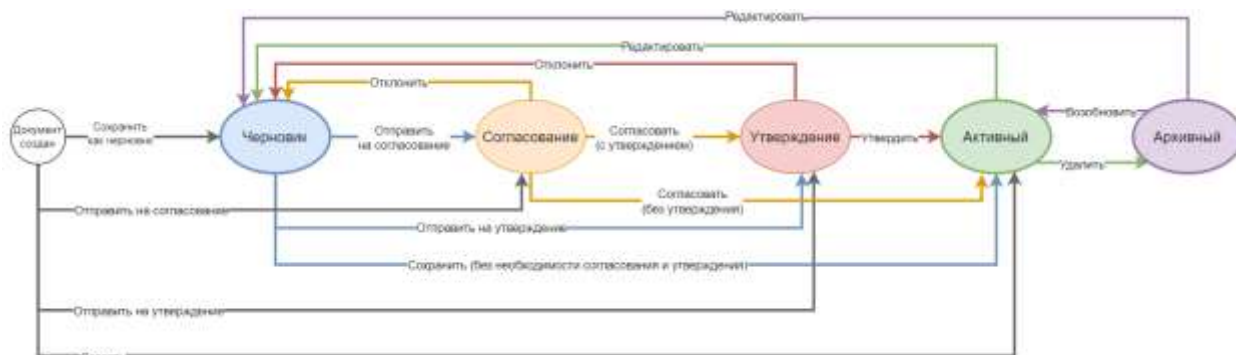 Редактировать
Редактировать
Отклонить
Отклонить
Документ
создан
Сохранить
как черновик
Черновик
Отправить
на согласование
Согласование
Согласовать
(с утверждением)
Утверждение
Утвердить
Активный
Возобновить
Удалить
Архивный
Согласовать
(без утверждения)
Отправить на согласование
Отправить на утверждение
Сохранить (без необходимости согласования и утверждения)
Отправить на утверждение